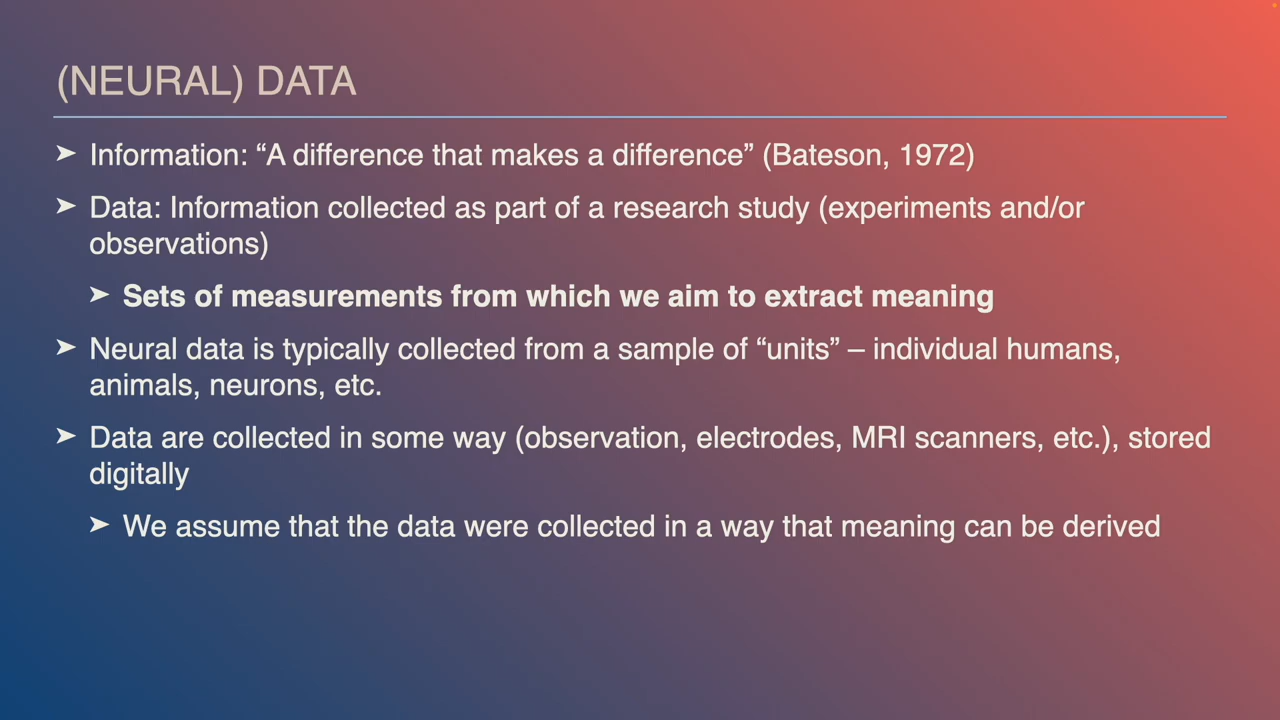 (NEURAL) DATA
➤ Information: “A difference that makes a difference” (Bateson, 1972)
➤ Data: Information collected as part of a research study (experiments and/or
observations)
➤ Sets of measurements from which we aim to extract meaning
➤ Neural data is typically collected from a sample of “units” – individual humans,
animals, neurons, etc.
➤ Data are collected in some way (observation, electrodes, MRI scanners, etc.), stored
digitally
➤ We assume that the data were collected in a way that meaning can be derived